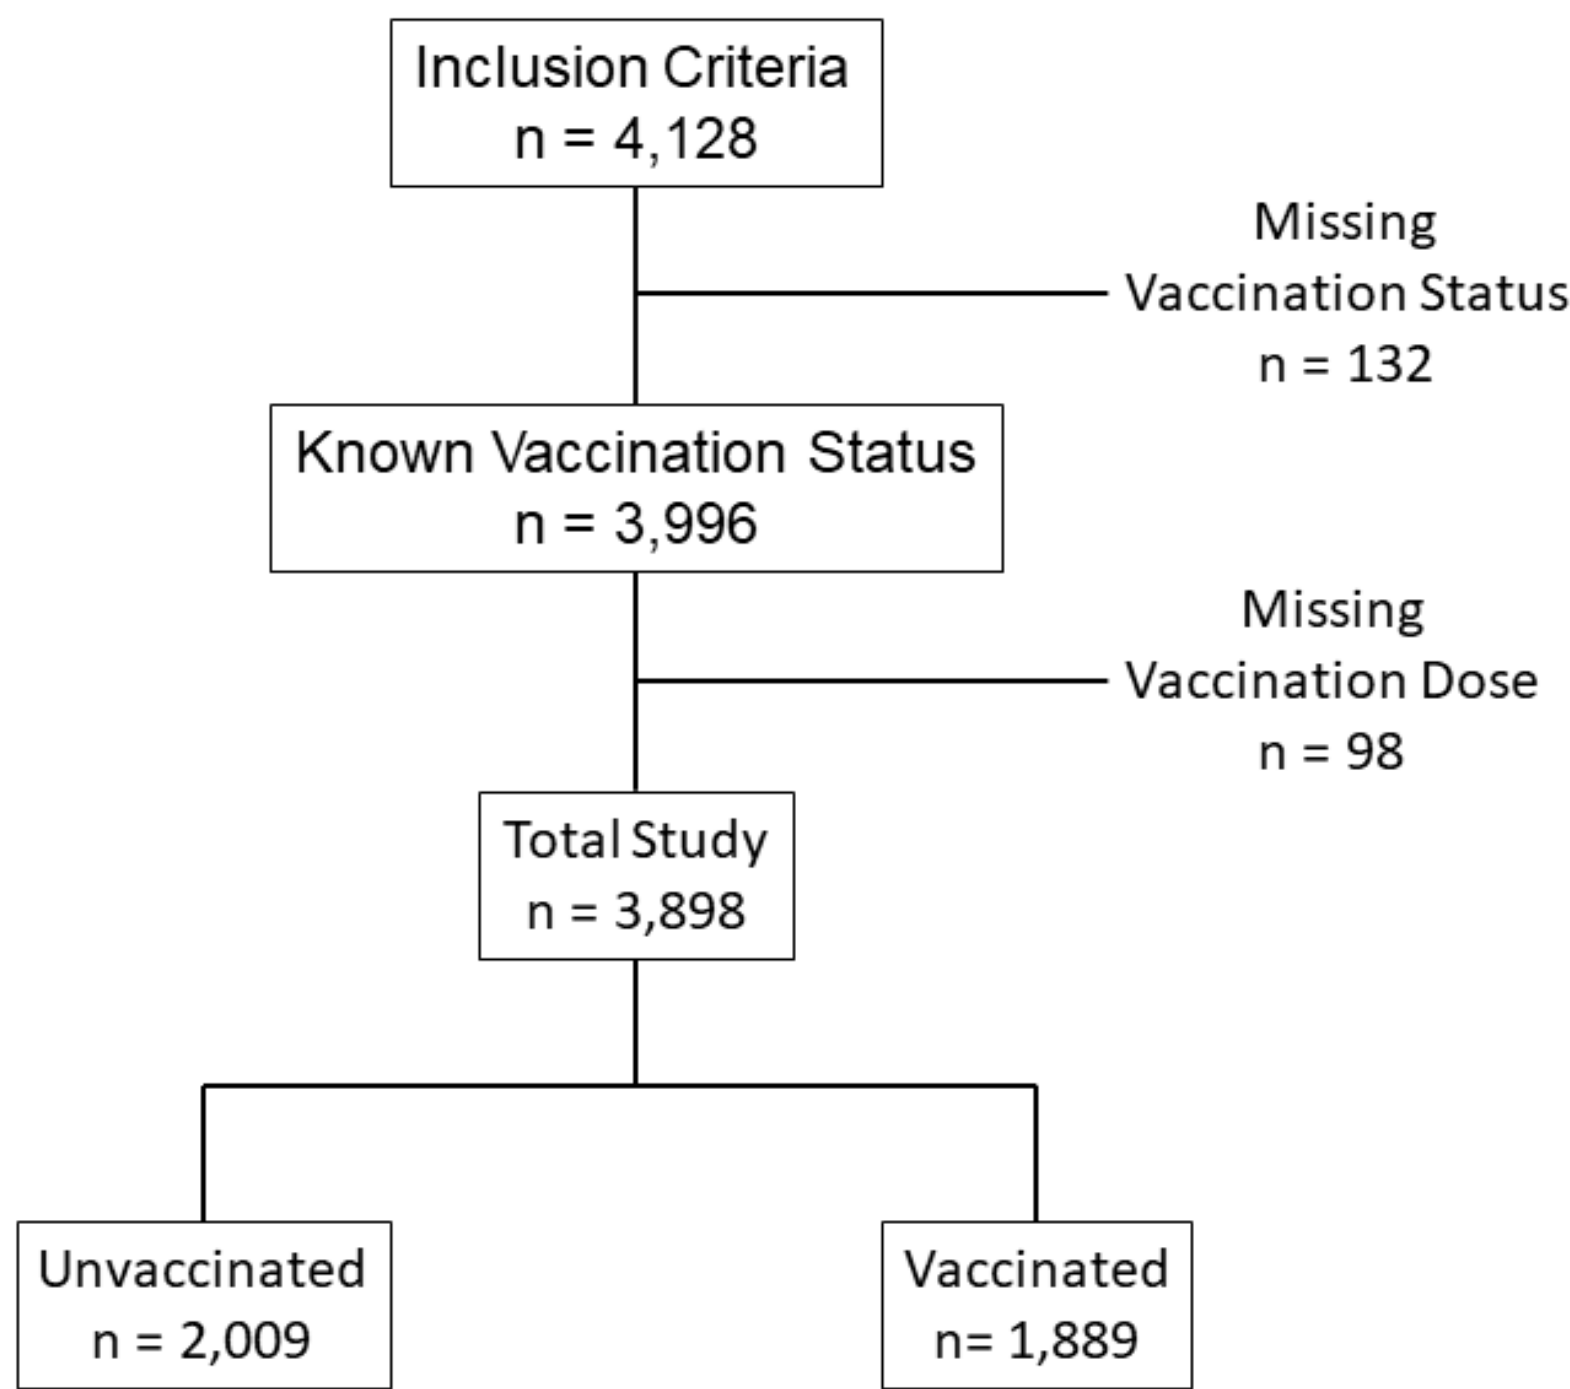 Inclusion Criteria
n = 4,128
Missing
Vaccination Status
n = 132
Known Vaccination Status
n = 3,996
Missing
Vaccination Dose
n = 98
Total Study
n = 3,898
Unvaccinated
n = 2,009
Vaccinated
n= 1,889